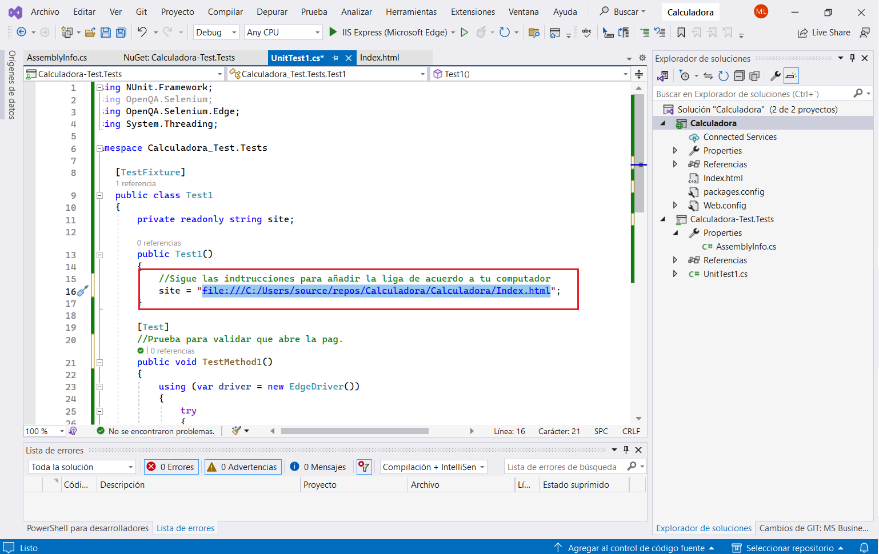 Archivo Editar Ver Git Proyecto Compilar Depurar Prueba Analizar Herramientas Extensiones Ventana Ayuda Buscar Calculadora ML
Debug Any CPU IIS Express (Microsoft Edge) Live Share
Orígenes de datos
AssemblyInfo.cs NuGet: Calculadora-Test.Tests UnitTest1.cs* Index.html
Calculadora-Test.Tests Calculadora_Test.Tests.Test1 Test1()
1 ing NUnit.Framework;
2 ing OpenQA.Selenium;
3 ing OpenQA.Selenium.Edge;
4 ing System.Threading;
5
6 mespace Calculadora_Test.Tests
7
8 [TestFixture]
1 referencia
9 public class Test1
10 {
11 private readonly string site;
12
0 referencias
13 public Test1()
14 {
15 //Sigue las indtrucciones para añadir la liga de acuerdo a tu computador
16 site = "file:///C:/Users/source/repos/Calculadora/Calculadora/Index.html";
17 }
18
19 [Test]
20 //Prueba para validar que abre la pag.
| 0 referencias
21 public void TestMethod1()
22 {
23 using (var driver = new EdgeDriver())
24 {
25 try
26 {
100 % No se encontraron problemas. Línea: 16 Carácter: 21 SPC CRLF
Lista de errores
Toda la solución 0 Errores 0 Advertencias 0 Mensajes Compilación + IntelliSen Lista de errores de búsqueda
Códi... Descripción Proyecto Archivo Lí... Estado suprimido
PowerShell para desarrolladores Lista de errores
Explorador de soluciones
Buscar en Explorador de soluciones (Ctrl+¨)
Solución "Calculadora" (2 de 2 proyectos)
Calculadora
Connected Services
Properties
Referencias
Index.html
packages.config
Web.config
Calculadora-Test.Tests
Properties
C# AssemblyInfo.cs
Referencias
C# UnitTest1.cs
Explorador de soluciones Cambios de GIT: MS Busine...
Listo Agregar al control de código fuente Seleccionar repositorio